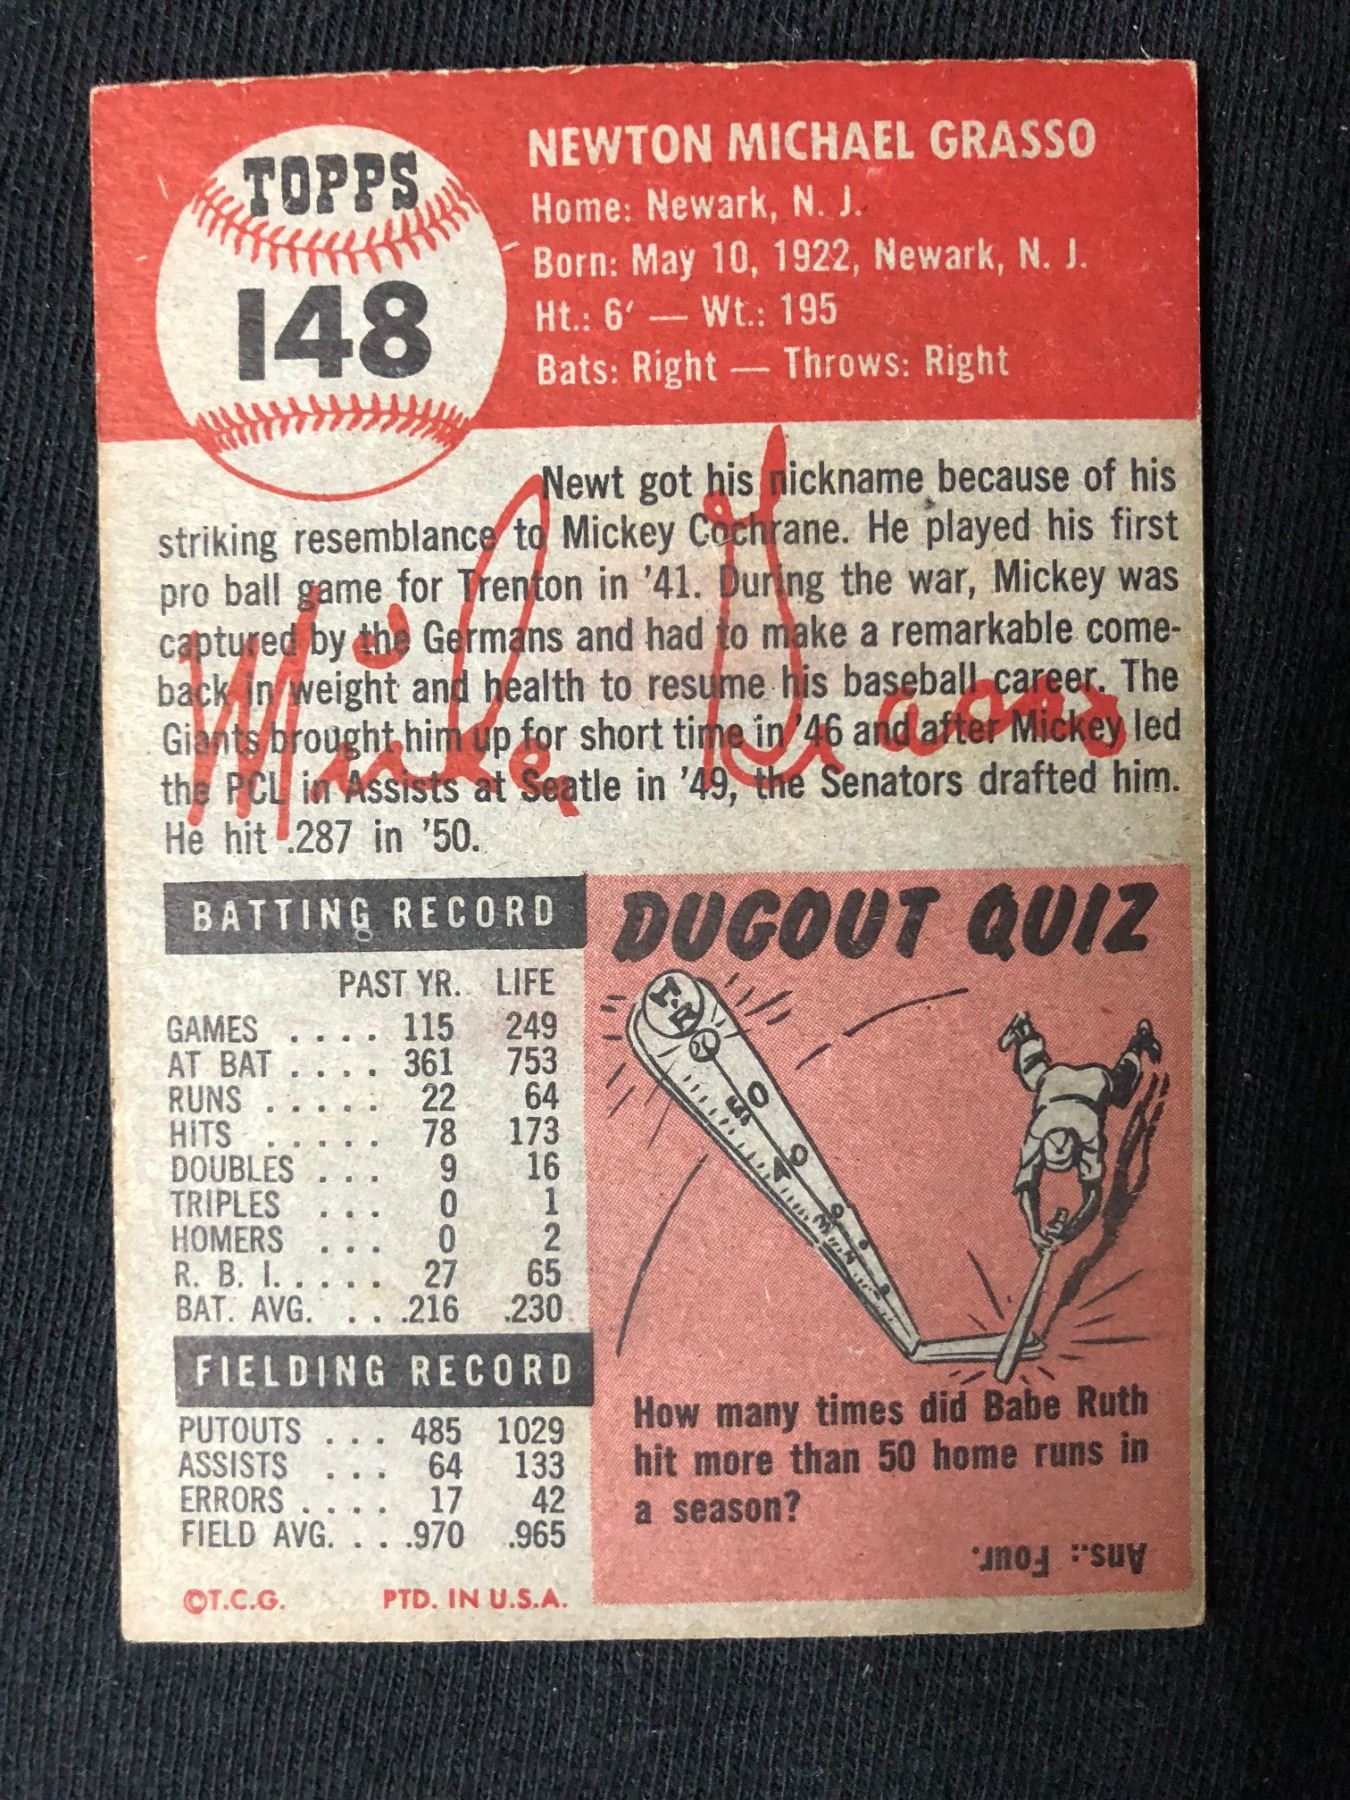 TOPPS
148
NEWTON MICHAEL GRASSO
Home: Newark, N. J.
Born: May 10, 1922, Newark, N. J.
Ht.: 6′ — Wt.: 195
Bats: Right — Throws: Right
Newt got his nickname because of his
striking resemblance to Mickey Cochrane. He played his first
pro ball game for Trenton in '41. During the war, Mickey was
captured by the Germans and had to make a remarkable come-
back in weight and health to resume his baseball career. The
Giants brought him up for short time in '46 and after Mickey led
the PCL in Assists at Seatle in '49, the Senators drafted him.
He hit .287 in '50.
Mike Grasso
BATTING RECORD
PAST YR. LIFE
GAMES .... 115 249
AT BAT .... 361 753
RUNS ..... 22 64
HITS ..... 78 173
DOUBLES ... 9 16
TRIPLES ... 0 1
HOMERS ... 0 2
R. B. I. .... 27 65
BAT. AVG. .. .216 .230
FIELDING RECORD
PUTOUTS ... 485 1029
ASSISTS ... 64 133
ERRORS .... 17 42
FIELD AVG. .. .970 .965
©T.C.G. PTD. IN U.S.A.
DUGOUT QUIZ
How many times did Babe Ruth
hit more than 50 home runs in
a season?
Ans.: Four.